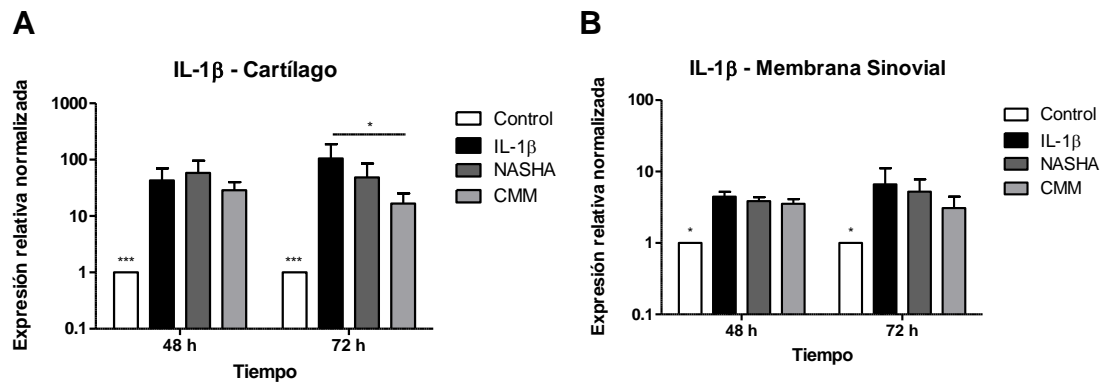 A
IL-1β - Cartílago
Expresión relativa normalizada
1000
100
10
1
0.1
***
***
*
48 h
72 h
Tiempo
Control
IL-1β
NASHA
CMM
B
IL-1β - Membrana Sinovial
Expresión relativa normalizada
100
10
1
0.1
*
*
48 h
72 h
Tiempo
Control
IL-1β
NASHA
CMM